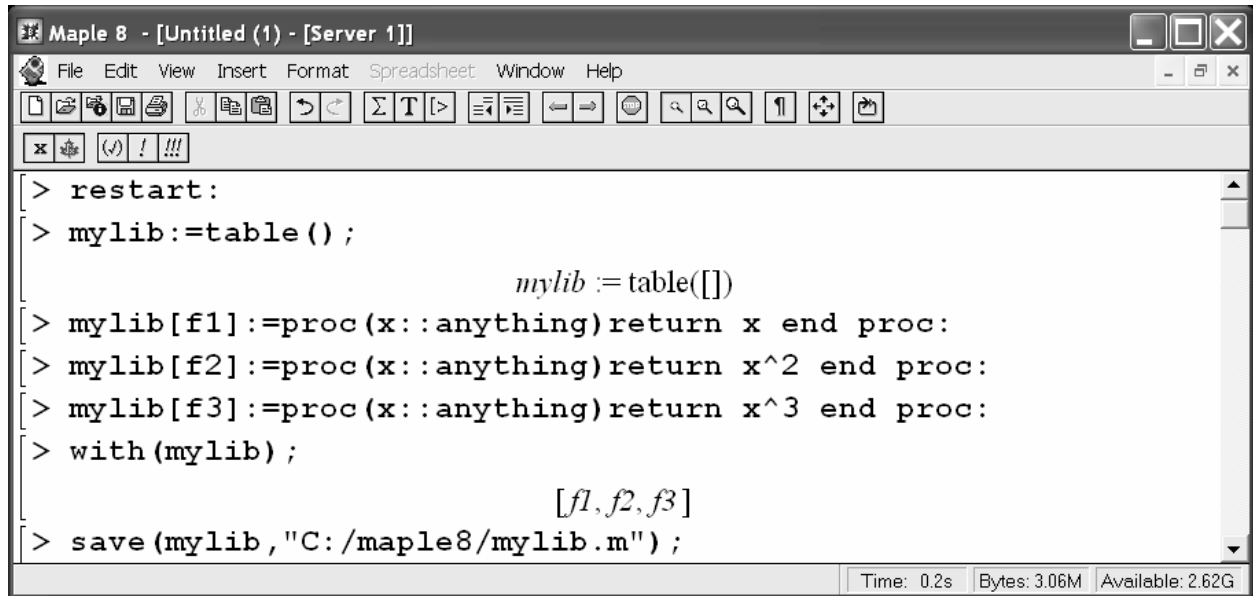 Maple 8 - [Untitled (1) - [Server 1]]
File Edit View Insert Format Spreadsheet Window Help
Σ T [> STOP ¶
x (√) ! !!!
> restart:
> mylib:=table();
mylib := table([])
> mylib[f1]:=proc(x::anything)return x end proc:
> mylib[f2]:=proc(x::anything)return x^2 end proc:
> mylib[f3]:=proc(x::anything)return x^3 end proc:
> with(mylib);
[f1, f2, f3]
> save(mylib,"C:/maple8/mylib.m");
Time: 0.2s Bytes: 3.06M Available: 2.62G